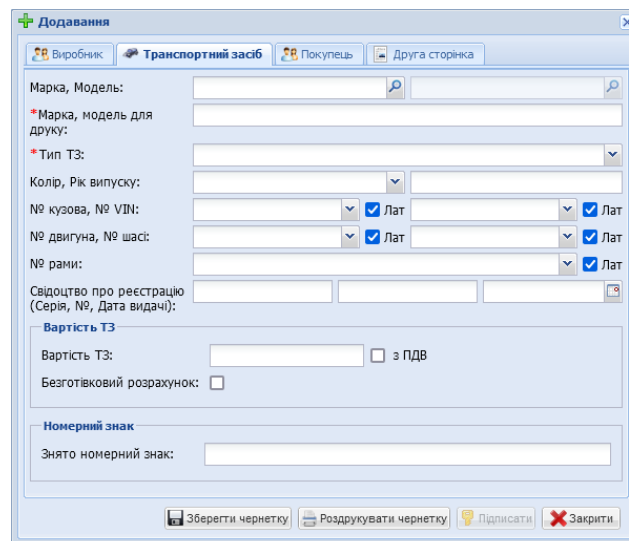 Додавання
Виробник Транспортний засіб Покупець Друга сторінка
Марка, Модель:
*Марка, модель для
друку:
*Тип ТЗ:
Колір, Рік випуску:
№ кузова, № VIN: Лат Лат
№ двигуна, № шасі: Лат Лат
№ рами: Лат
Свідоцтво про реєстрацію
(Серія, №, Дата видачі):
Вартість ТЗ
Вартість ТЗ: з ПДВ
Безготівковий розрахунок:
Номерний знак
Знято номерний знак:
Зберегти чернетку Роздрукувати чернетку Підписати Закрити